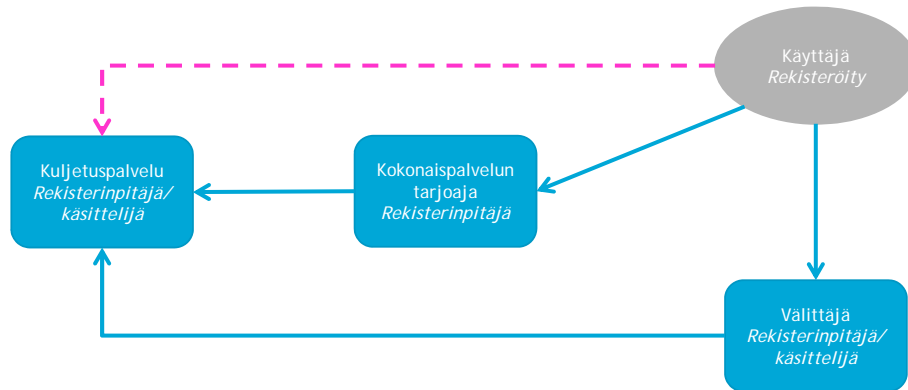 Käyttäjä
Rekisteröity
Kuljetuspalvelu
Rekisterinpitäjä/
käsittelijä
Kokonaispalvelun
tarjoaja
Rekisterinpitäjä
Välittäjä
Rekisterinpitäjä/
käsittelijä